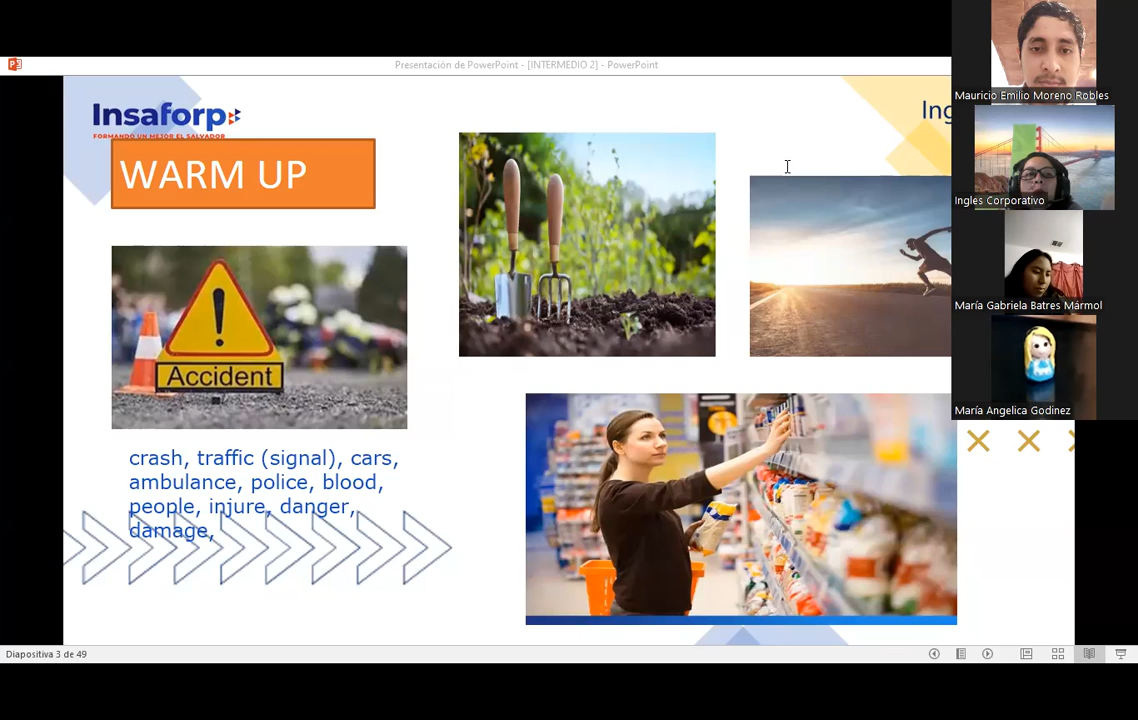 Presentación de PowerPoint - [INTERMEDIO 2] - PowerPoint
Insaforp
FORMANDO UN MEJOR EL SALVADOR
Ing
WARM UP
Accident
crash, traffic (signal), cars,
ambulance, police, blood,
people, injure, danger,
damage,
Mauricio Emilio Moreno Robles
Ingles Corporativo
María Gabriela Batres Mármol
María Angelica Godinez
Diapositiva 3 de 49